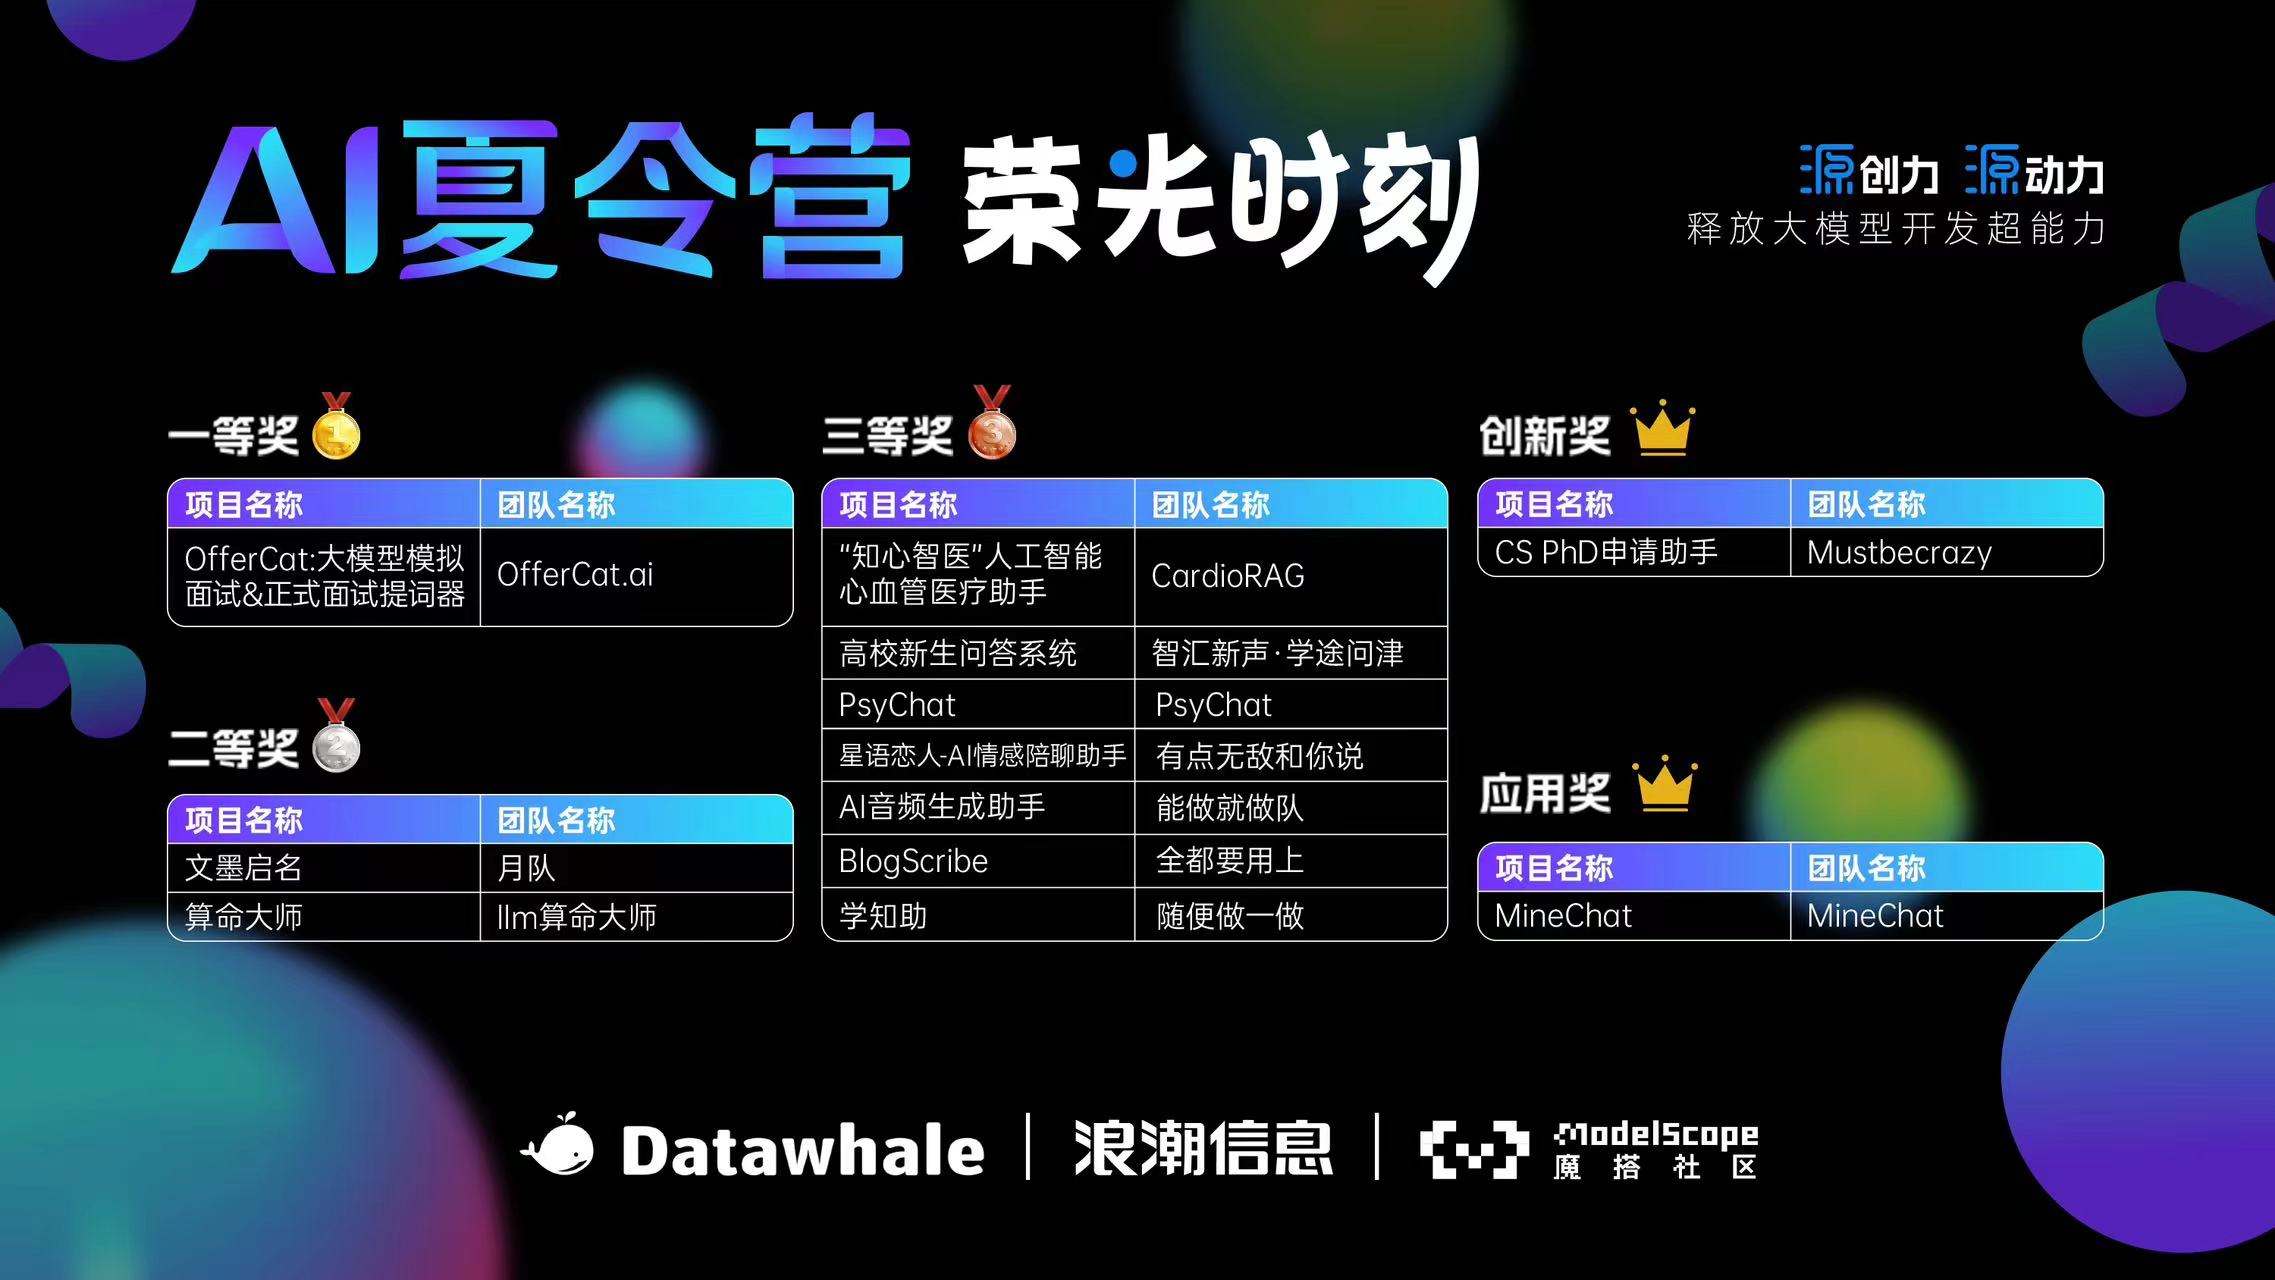 AI夏令营 荣光时刻
源创力 源动力
释放大模型开发超能力
一等奖 1
项目名称 团队名称
OfferCat:大模型模拟
面试&正式面试提词器
OfferCat.ai
二等奖 2
项目名称 团队名称
文墨启名 月队
算命大师 llm算命大师
三等奖 3
项目名称 团队名称
“知心智医”人工智能
心血管医疗助手
CardioRAG
高校新生问答系统 智汇新声·学途问津
PsyChat PsyChat
星语恋人-AI情感陪聊助手 有点无敌和你说
AI音频生成助手 能做就做队
BlogScribe 全都要用上
学知助 随便做一做
创新奖
项目名称 团队名称
CS PhD申请助手 Mustbecrazy
应用奖
项目名称 团队名称
MineChat MineChat
Datawhale
浪潮信息
ModelScope
魔搭社区